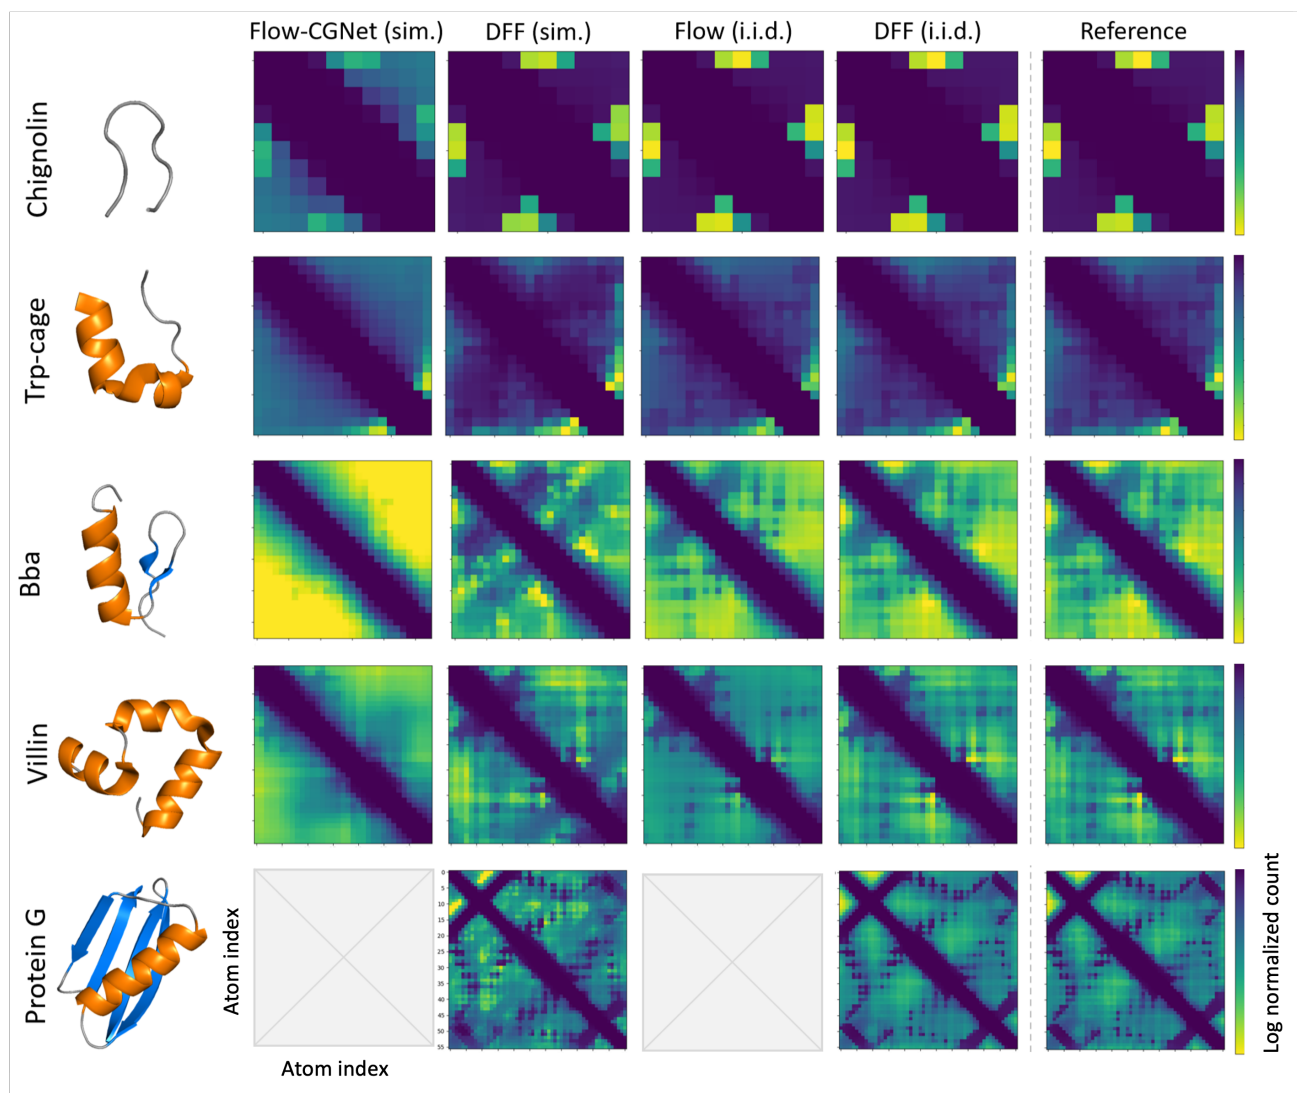 Flow-CGNet (sim.) DFF (sim.) Flow (i.i.d.) DFF (i.i.d.) Reference
Chignolin
Trp-cage
Bba
Villin
Protein G
Atom index
0
5
10
15
20
25
30
35
40
45
50
55
Log normalized count
Atom index